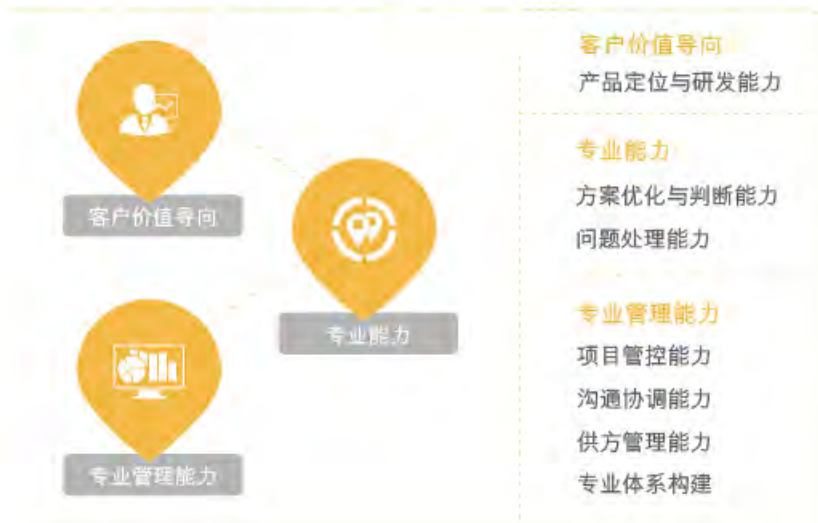 客户价值导向
专业能力
专业管理能力
客户价值导向
产品定位与研发能力
专业能力
方案优化与判断能力
问题处理能力
专业管理能力
项目管控能力
沟通协调能力
供方管理能力
专业体系构建